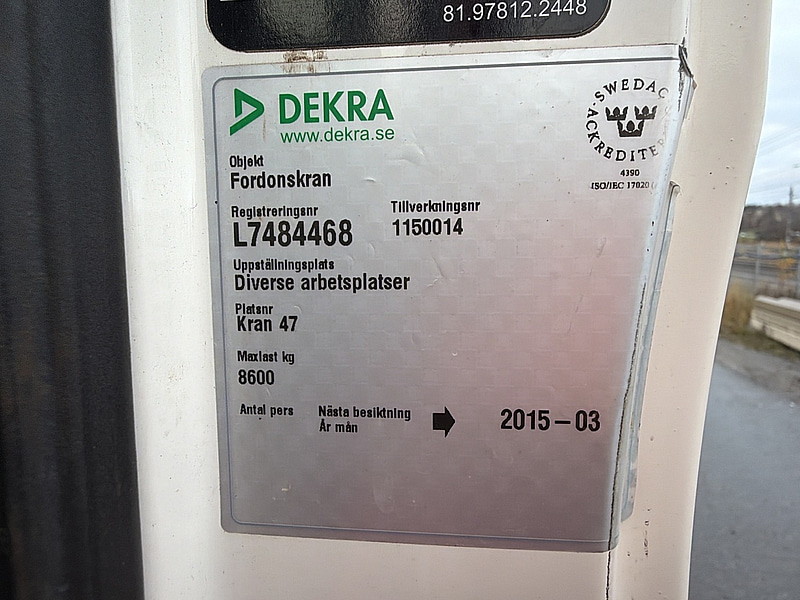 81.97812.2448
DEKRA
www.dekra.se
SWEDAC
ACKREDITER
4390
ISO/IEC 17020
Objekt
Fordonskran
Registreringsnr Tillverkningsnr
L7484468 1150014
Uppställningsplats
Diverse arbetsplatser
Platsnr
Kran 47
Maxlast kg
8600
Antal pers Nästa besiktning
År mån 2015-03